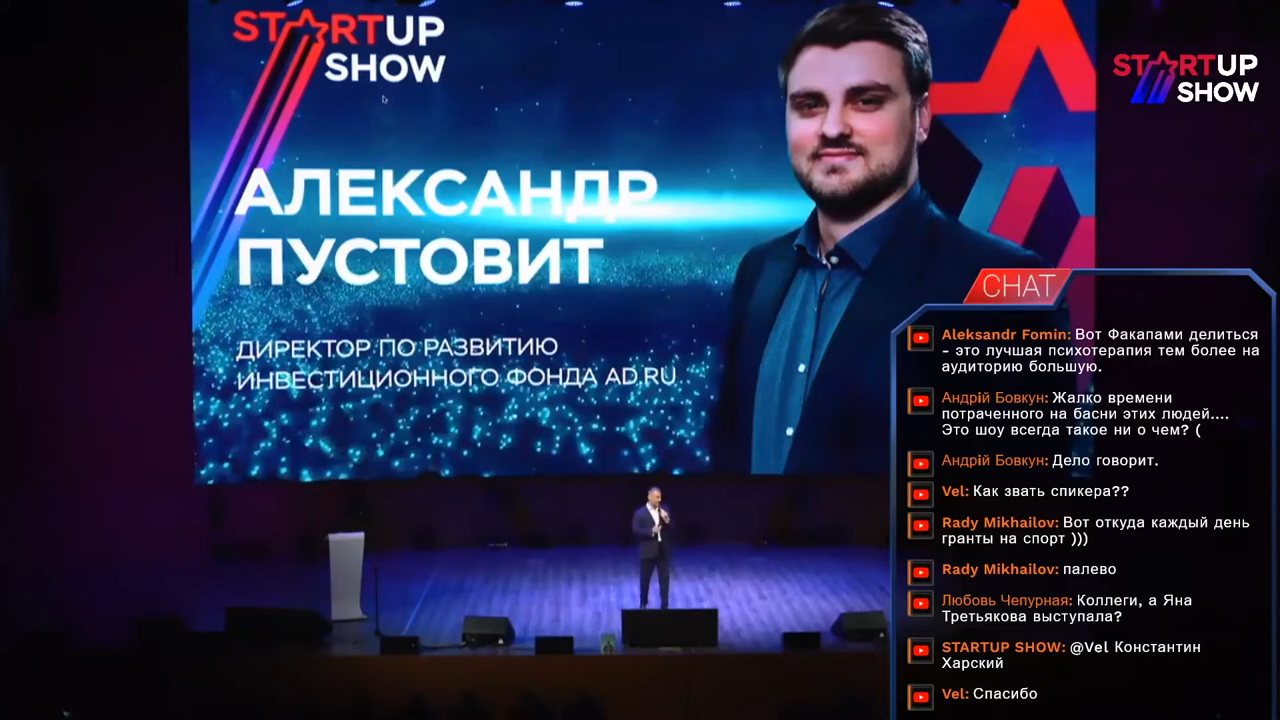 STARTUP
SHOW
АЛЕКСАНДР
ПУСТОВИТ
ДИРЕКТОР ПО РАЗВИТИЮ
ИНВЕСТИЦИОННОГО ФОНДА AD.RU
STARTUP
SHOW
CHAT
Aleksandr Fomin: Вот Факапами делиться
- это лучшая психотерапия тем более на
аудиторию большую.
Андрій Бовкун: Жалко времени
потраченного на басни этих людей....
Это шоу всегда такое ни о чем? (
Андрій Бовкун: Дело говорит.
Vel: Как звать спикера??
Rady Mikhailov: Вот откуда каждый день
гранты на спорт )))
Rady Mikhailov: палево
Любовь Чепурная: Коллеги, а Яна
Третьякова выступала?
STARTUP SHOW: @Vel Константин
Харский
Vel: Спасибо